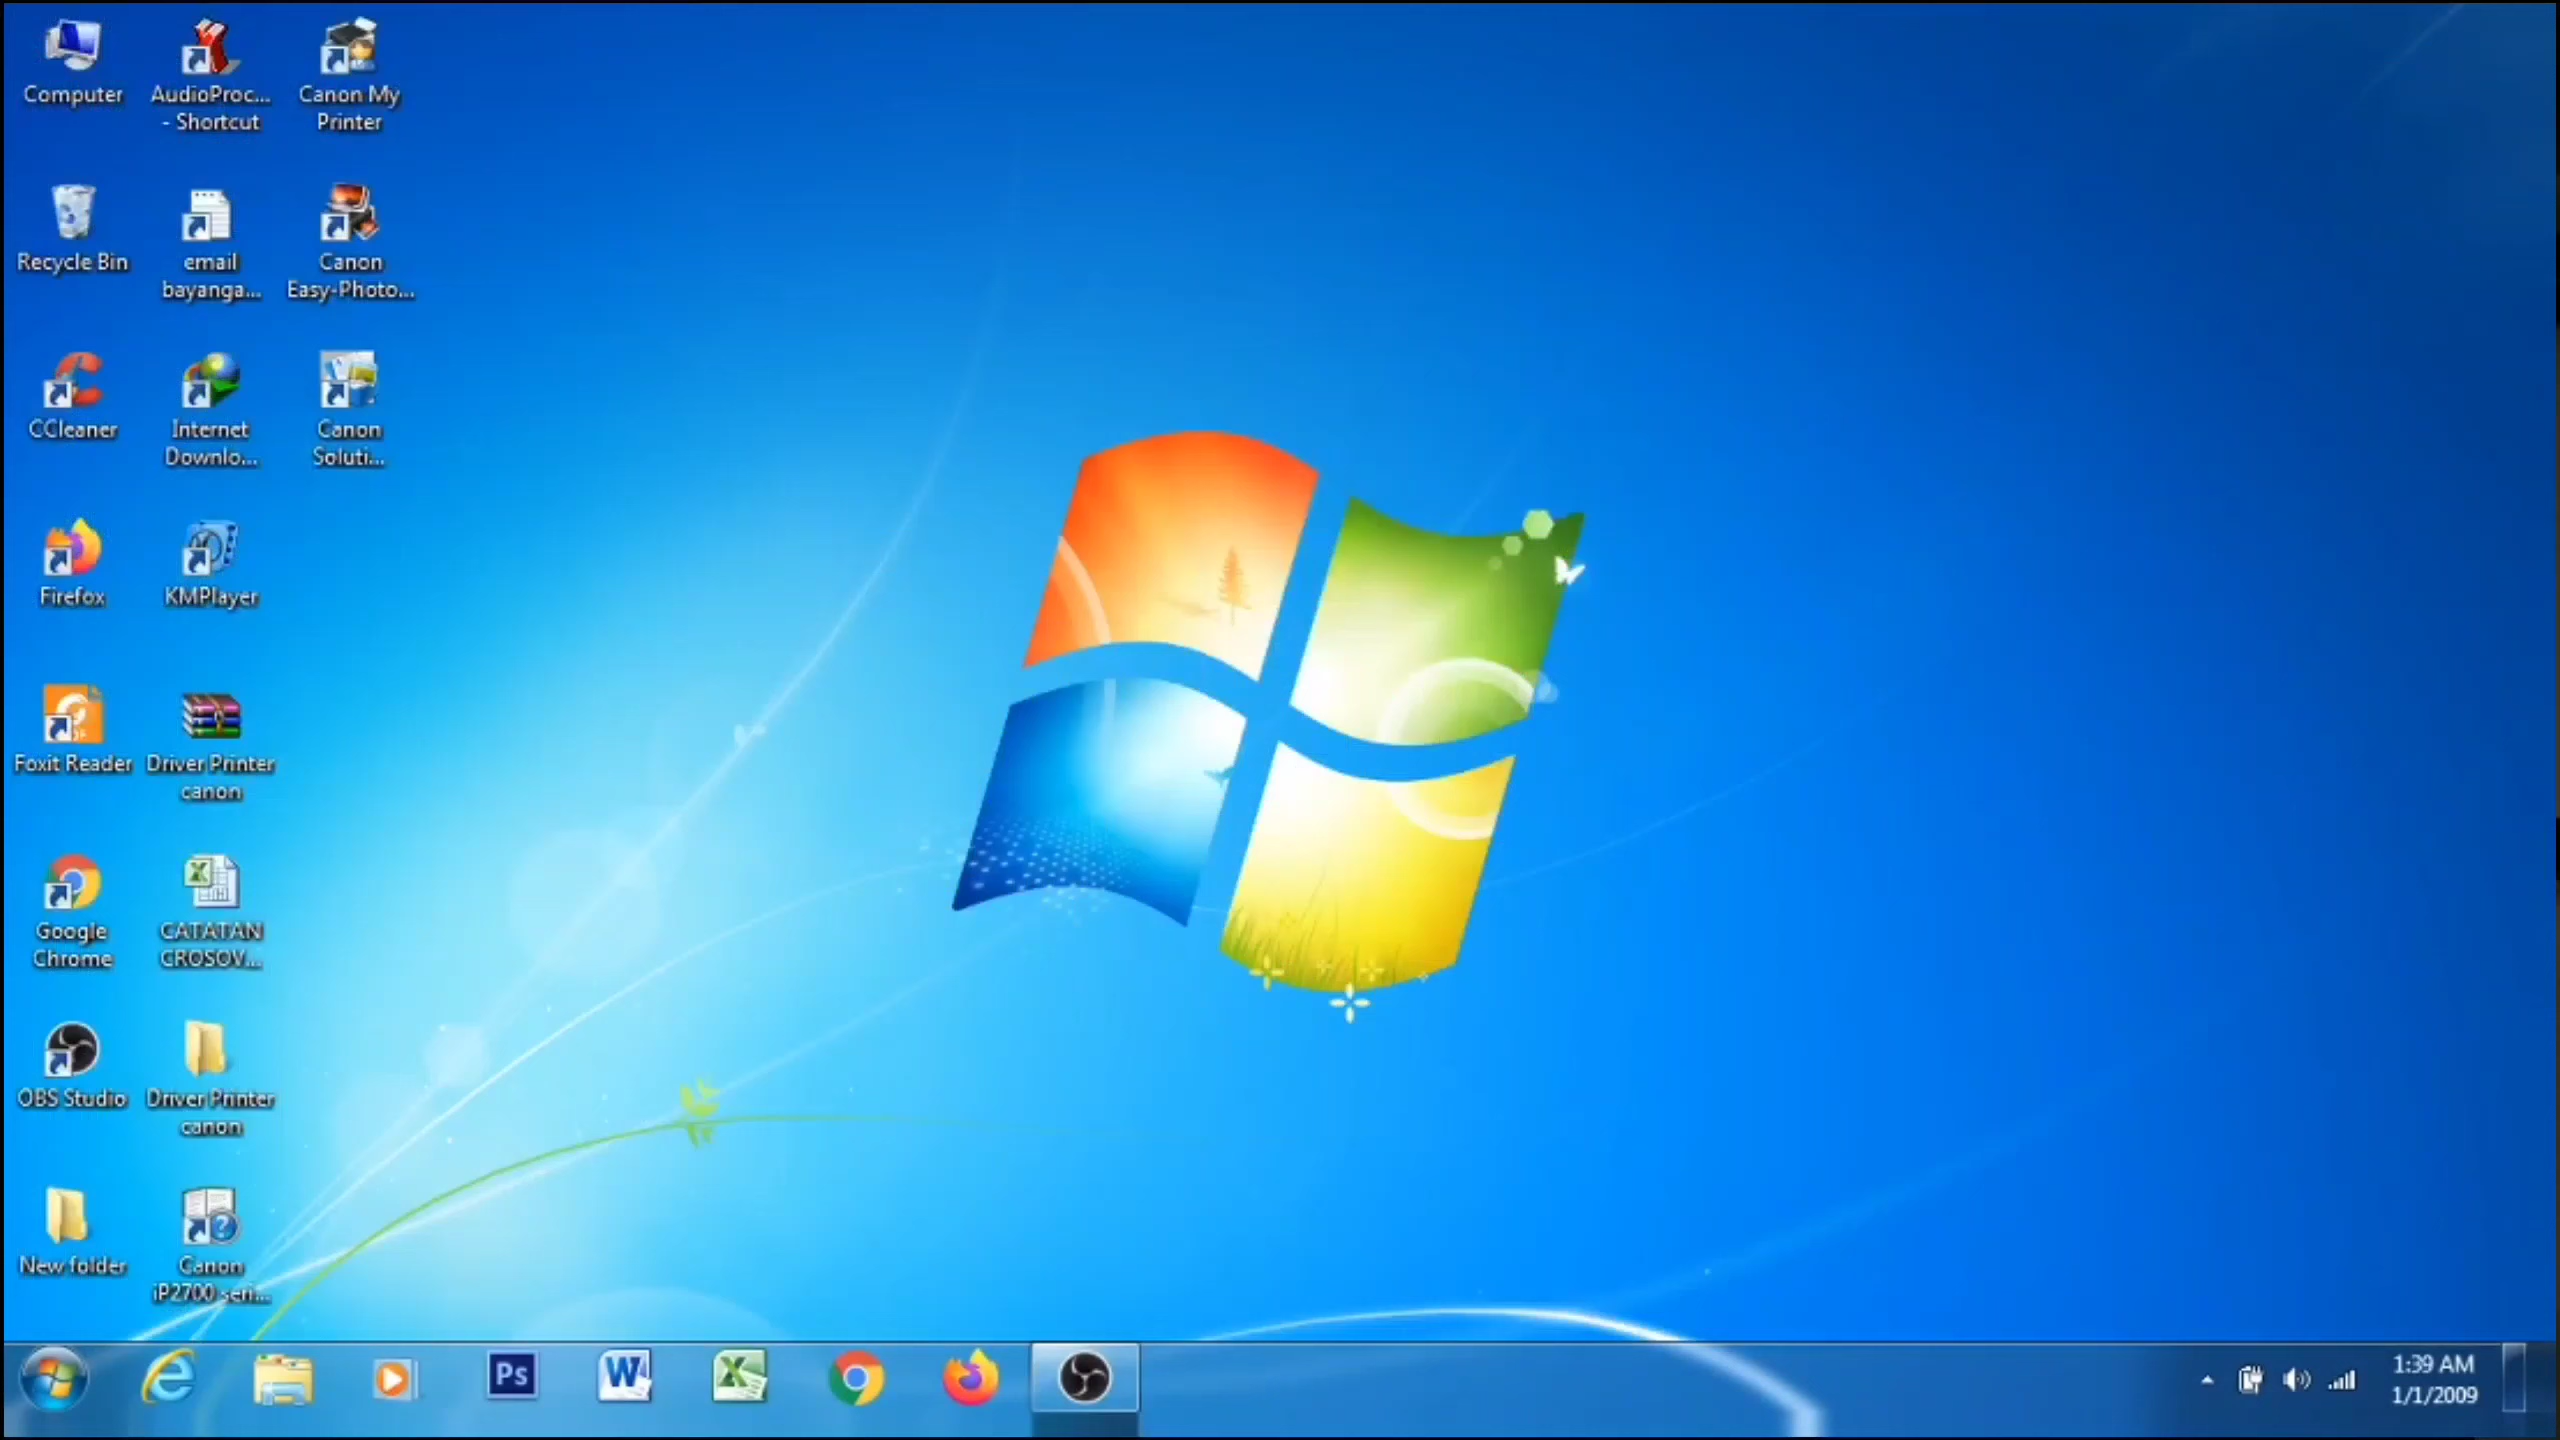 Computer
AudioProc...
- Shortcut
Canon My
Printer
Recycle Bin
email
bayanga...
Canon
Easy-Photo...
CCleaner
Internet
Downlo...
Canon
Soluti...
Firefox
KMPlayer
Foxit Reader
Driver Printer
canon
Google
Chrome
CATATAN
CROSOV...
OBS Studio
Driver Printer
canon
New folder
Canon
iP2700 seri...
Ps
1:39 AM
1/1/2009